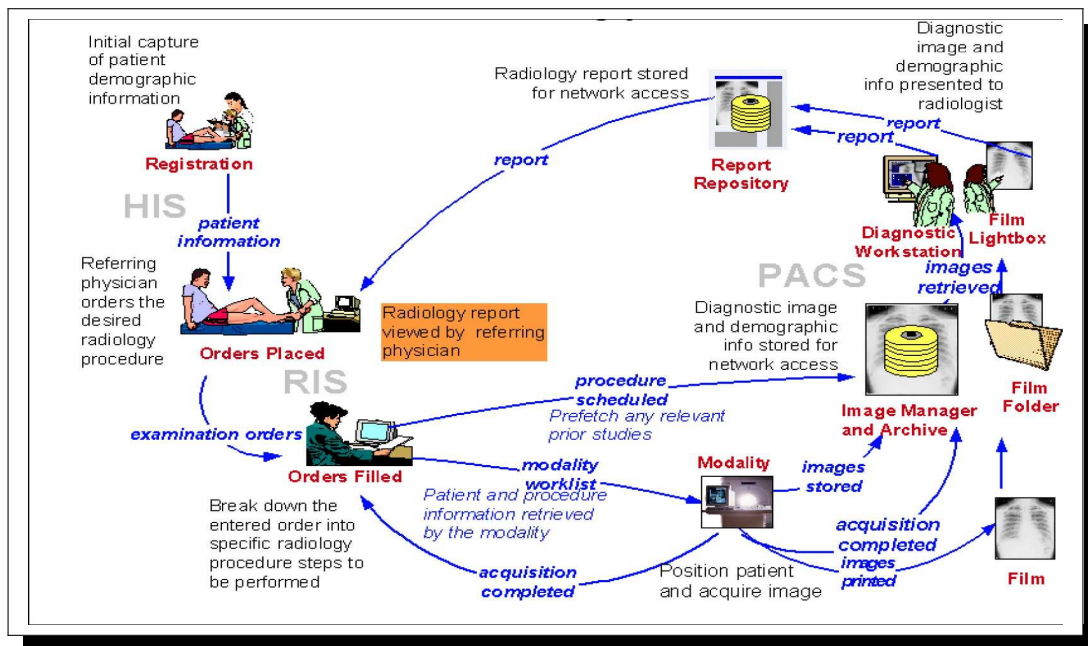 Initial capture
of patient
demographic
information
Registration
HIS
patient
information
Referring
physician
orders the
desired
radiology
procedure
Orders Placed
Radiology report
viewed by referring
physician
Radiology report stored
for network access
report
Report
Repository
report
report
Diagnostic
image and
demographic
info presented to
radiologist
Diagnostic
Workstation
Film
Lightbox
PACS
images
retrieved
Diagnostic image
and demographic
info stored for
network access
Image Manager
and Archive
Film
Folder
RIS
examination orders
Orders Filled
procedure
scheduled
Prefetch any relevant
prior studies
modality
worklist
Patient and procedure
information retrieved
by the modality
Break down the
entered order into
specific radiology
procedure steps to
be performed
acquisition
completed
Modality
images
stored
Position patient
and acquire image
acquisition
completed
images
printed
Film